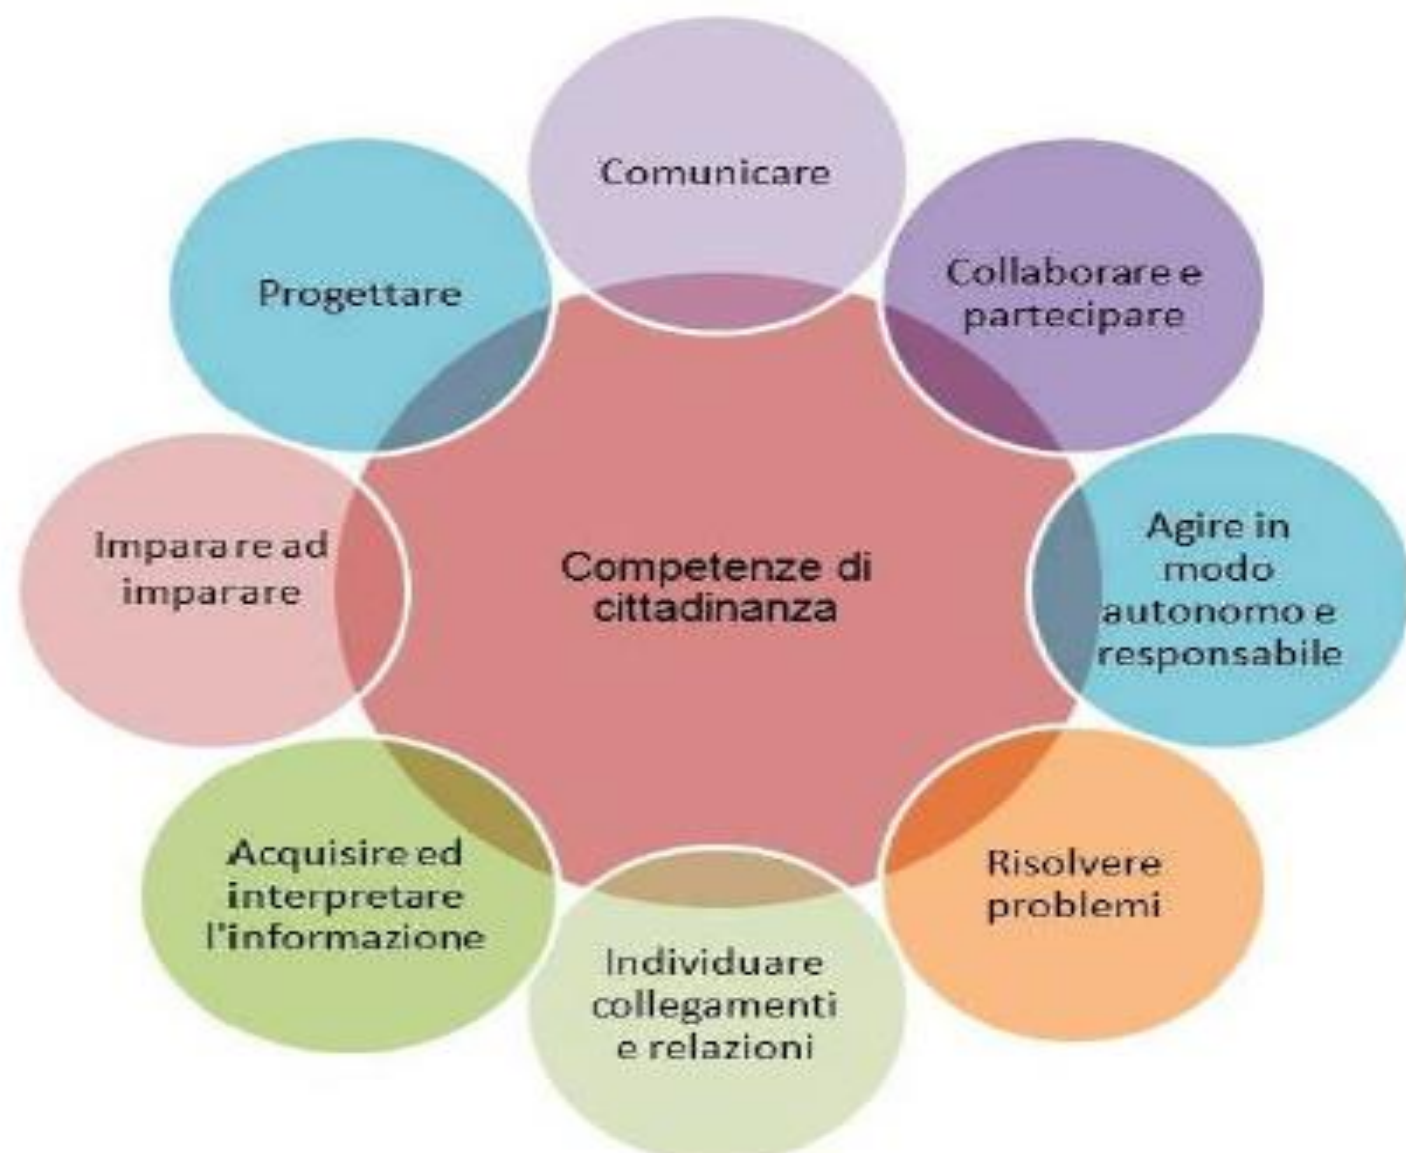 Comunicare
Collaborare e
partecipare
Progettare
Agire in
modo
autonomo e
responsabile
Imparare ad
imparare
Competenze di
cittadinanza
Acquisire ed
interpretare
l'informazione
Risolvere
problemi
Individuare
collegamenti
e relazioni